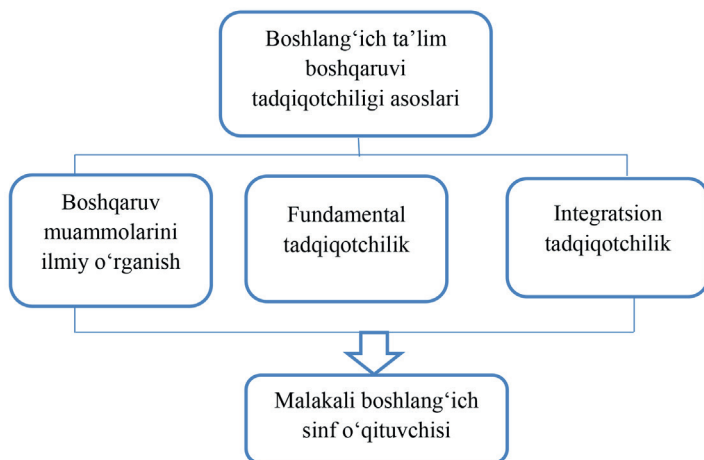 Boshlang‘ich ta’lim
boshqaruvi
tadqiqotchiligi asoslari
Boshqaruv
muammolarini
ilmiy o‘rganish
Fundamental
tadqiqotchilik
Integratsion
tadqiqotchilik
Malakali boshlang‘ich
sinf o‘qituvchisi